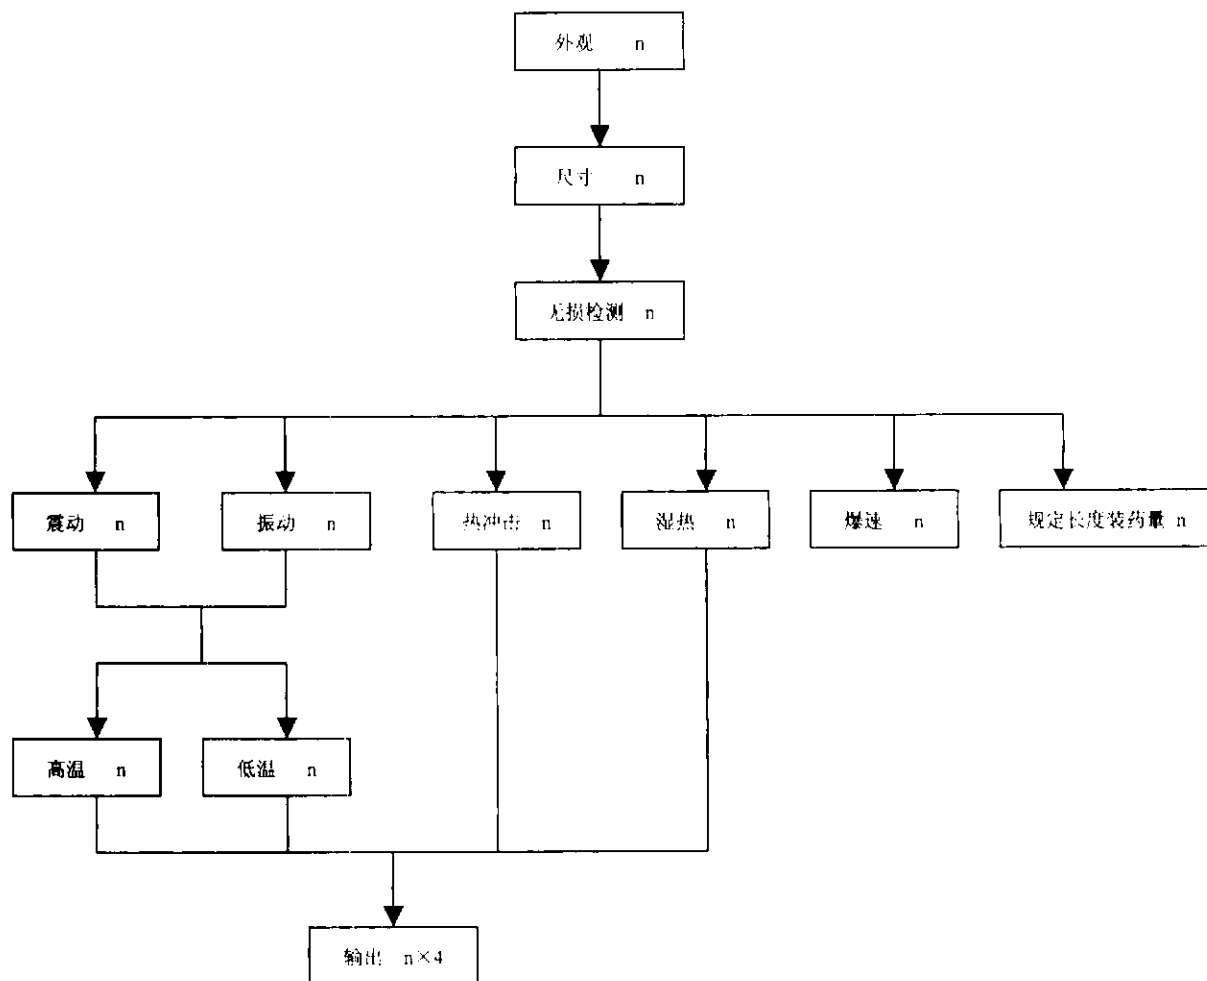 外观 n
尺寸 n
无损检测 n
震动 n
振动 n
热冲击 n
湿热 n
爆速 n
规定长度装药量 n
高温 n
低温 n
输出 n×4